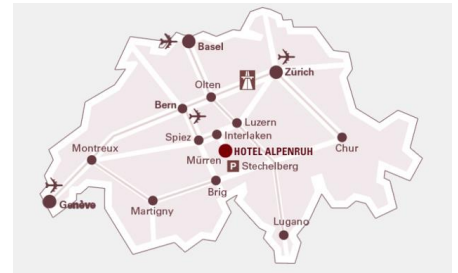 Basel
Zürich
Olten
Bern
Luzern
Spiez
Interlaken
Montreux
HOTEL ALPENRUH
Chur
Mürren
P Stechelberg
Brig
Genève
Martigny
Lugano